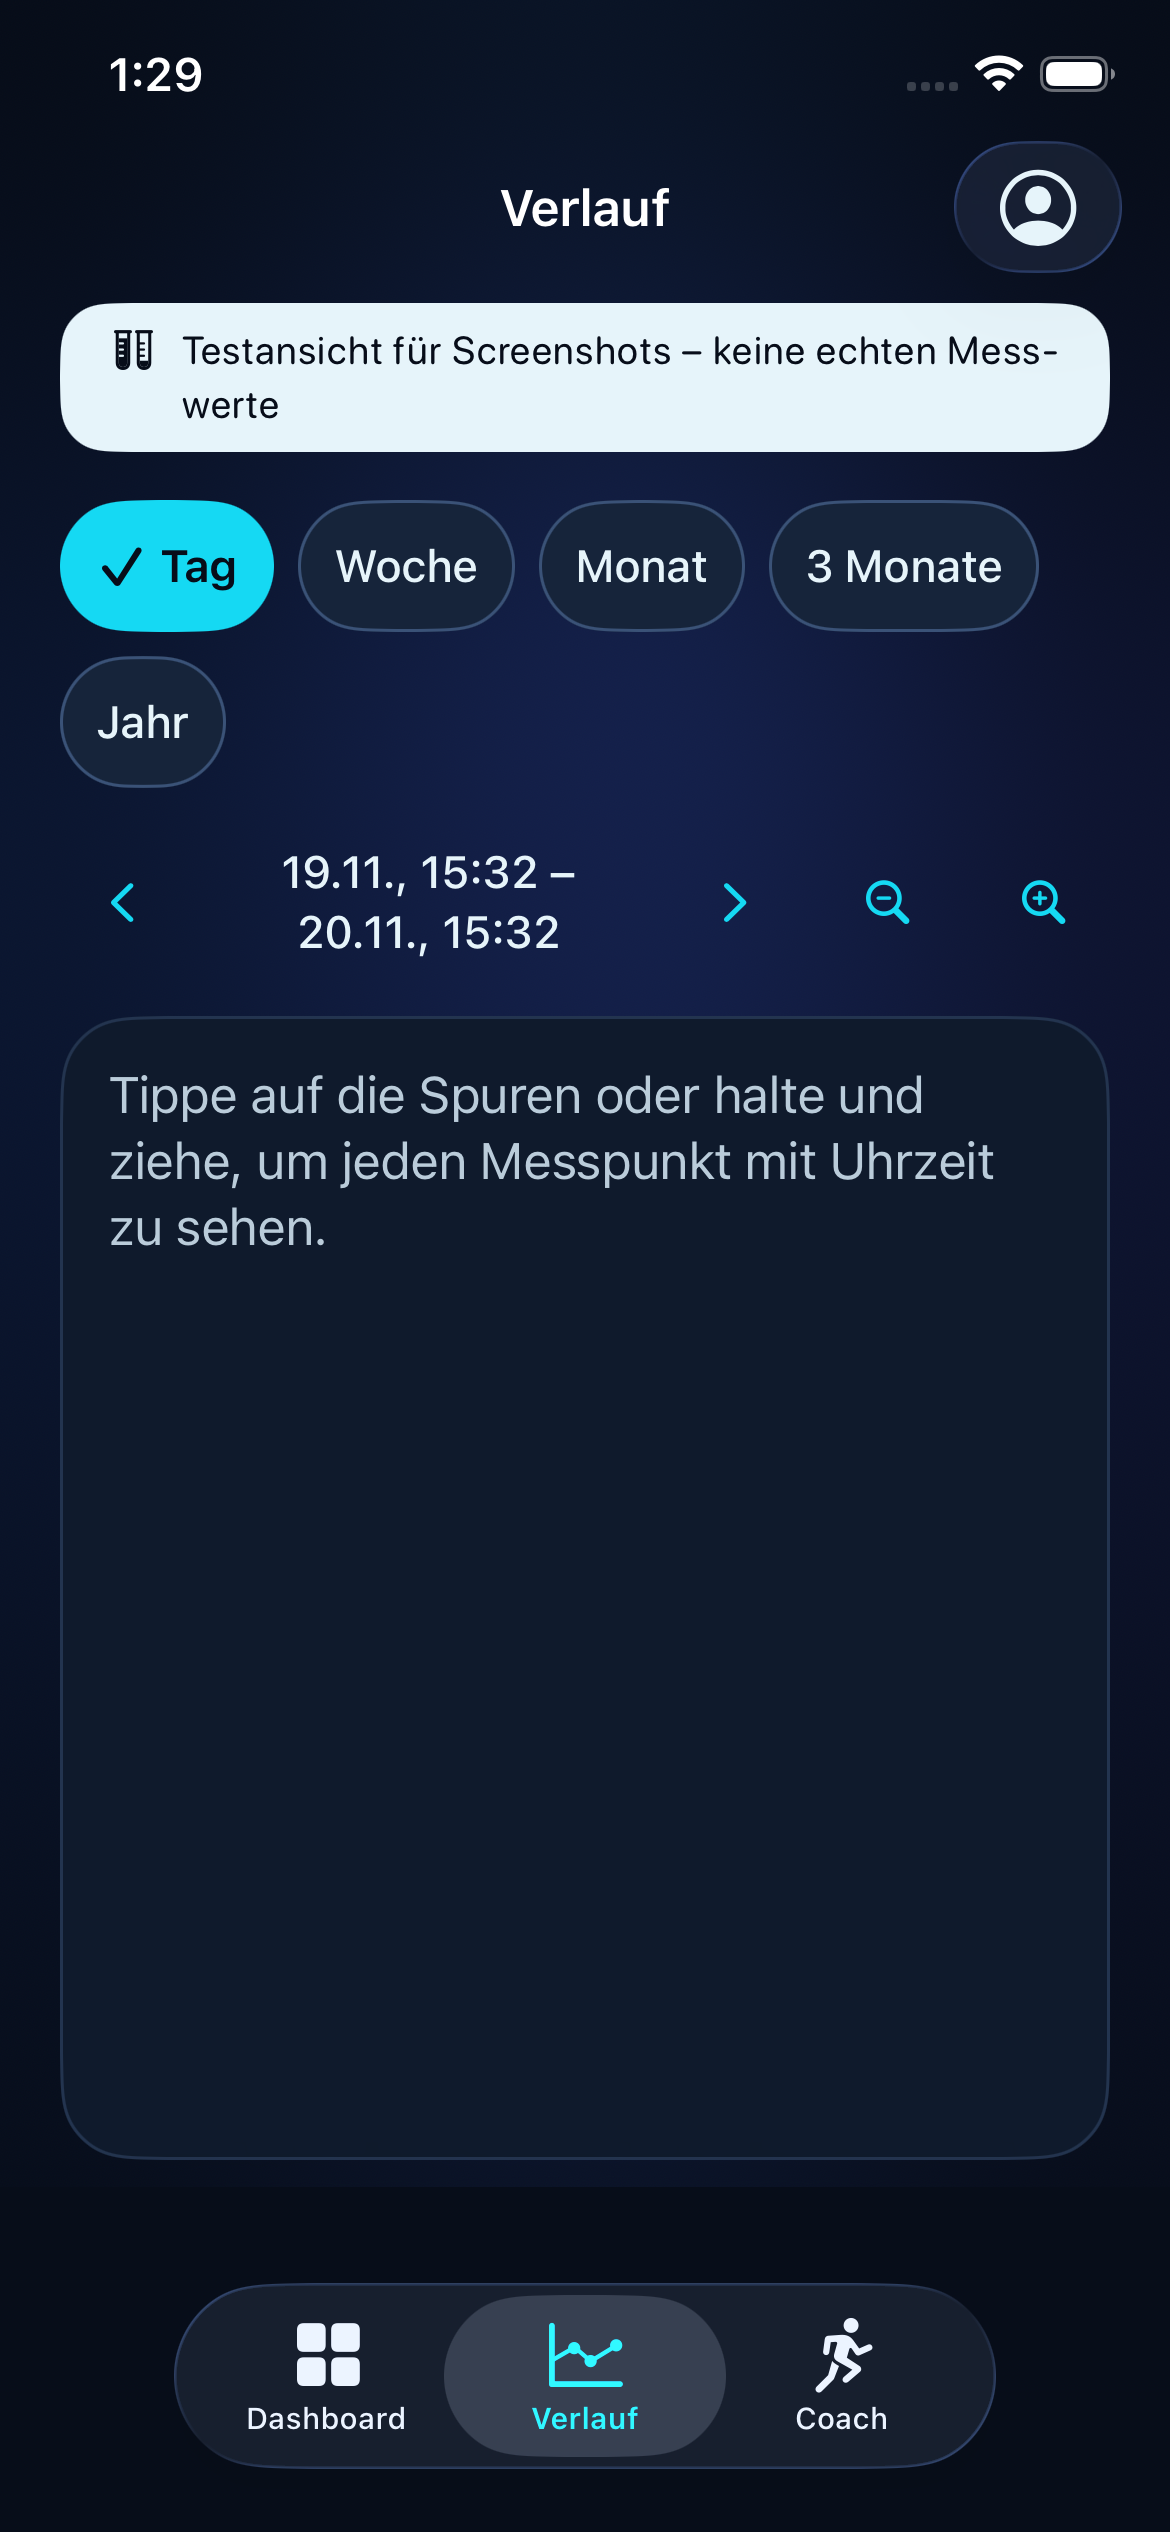 1:29
Verlauf
Testansicht für Screenshots – keine echten Mess-
werte
Tag
Woche
Monat
3 Monate
Jahr
19.11., 15:32 –
20.11., 15:32
Tippe auf die Spuren oder halte und
ziehe, um jeden Messpunkt mit Uhrzeit
zu sehen.
Dashboard
Verlauf
Coach